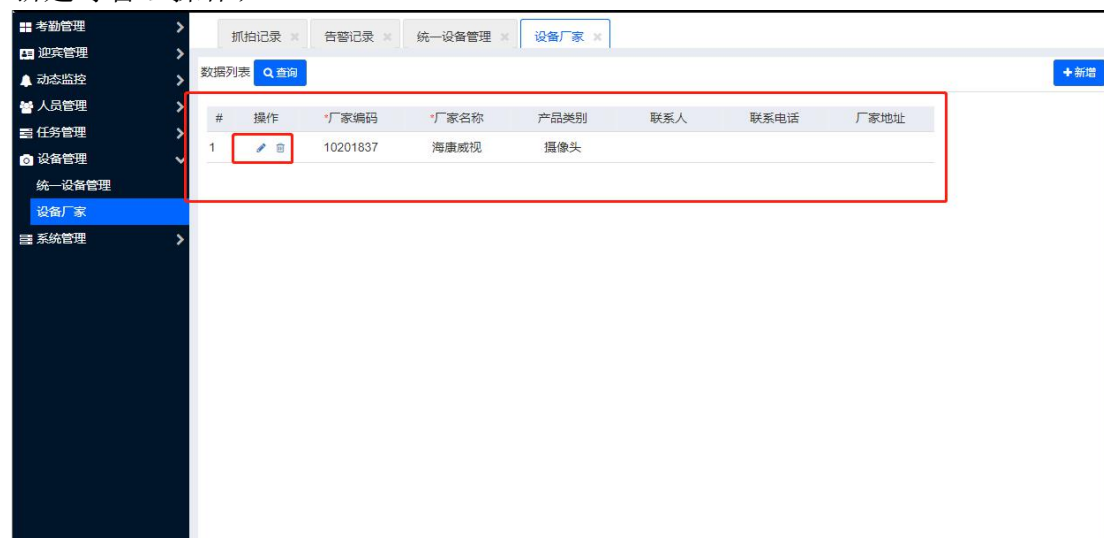 考勤管理
迎宾管理
动态监控
人员管理
任务管理
设备管理
统一设备管理
设备厂家
系统管理
抓拍记录 告警记录 统一设备管理 设备厂家
数据列表 查询 +新增
# 操作 *厂家编码 *厂家名称 产品类别 联系人 联系电话 厂家地址
1 10201837 海康威视 摄像头